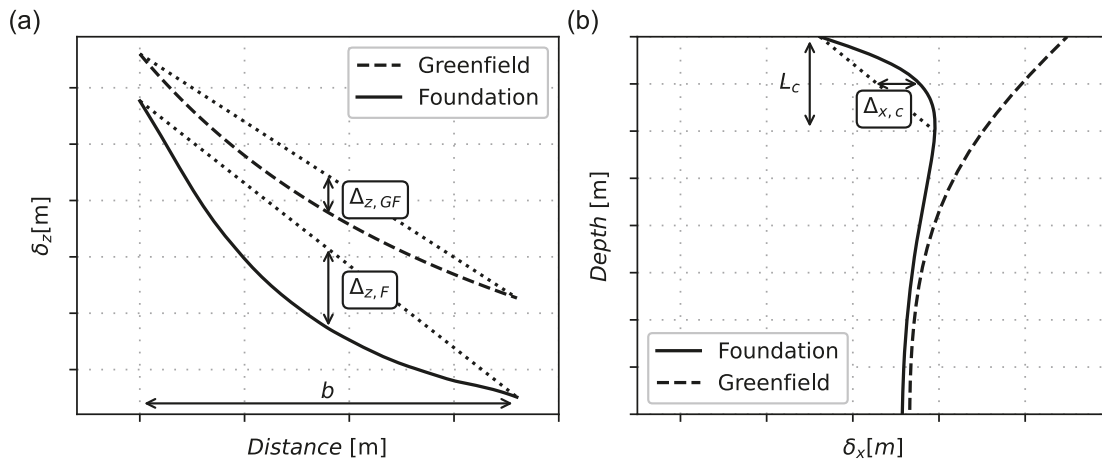 (a)
Greenfield
Foundation
Δz,GF
Δz,F
b
δz[m]
Distance [m]
(b)
Lc
Δx,c
Depth [m]
Foundation
Greenfield
δx[m]